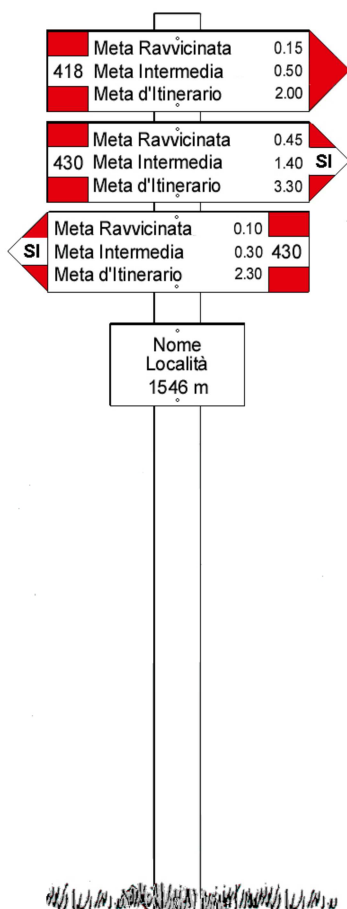 Meta Ravvicinata 0.15
418 Meta Intermedia 0.50
Meta d'Itinerario 2.00
Meta Ravvicinata 0.45
430 Meta Intermedia 1.40 SI
Meta d'Itinerario 3.30
Meta Ravvicinata 0.10
SI Meta Intermedia 0.30 430
Meta d'Itinerario 2.30
Nome
Località
1546 m